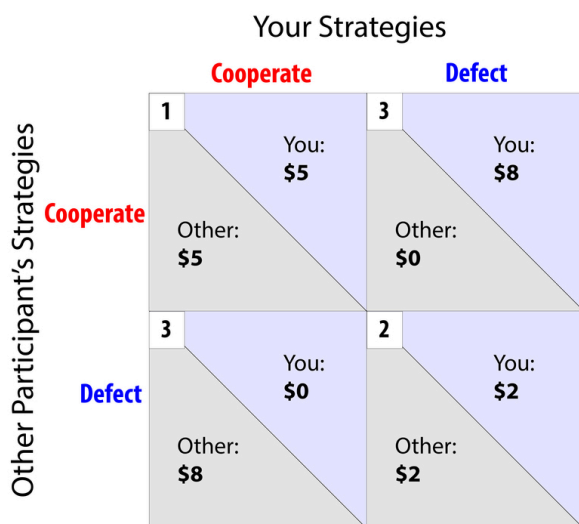 Your Strategies
Cooperate
Defect
Other Participant's Strategies
Cooperate
1
You:
$5
Other:
$5
3
You:
$8
Other:
$0
Defect
3
You:
$0
Other:
$8
2
You:
$2
Other:
$2